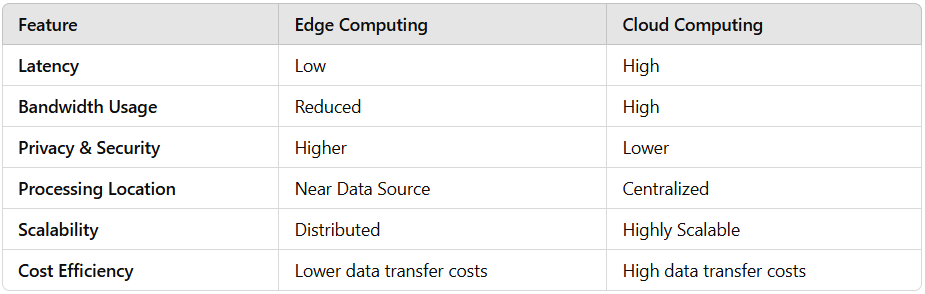 Feature Edge Computing Cloud Computing
Latency Low High
Bandwidth Usage Reduced High
Privacy & Security Higher Lower
Processing Location Near Data Source Centralized
Scalability Distributed Highly Scalable
Cost Efficiency Lower data transfer costs High data transfer costs